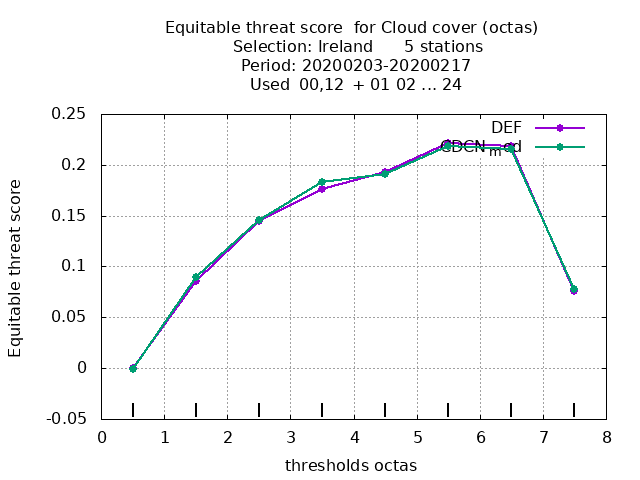 Equitable threat score  for Cloud cover (octas)
Selection: Ireland      5 stations
Period: 20200203-20200217
Used  00,12  + 01 02 ... 24
DEF
CDCN_med
0.25
0.2
0.15
0.1
0.05
0
-0.05
Equitable threat score
0 1 2 3 4 5 6 7 8
thresholds octas